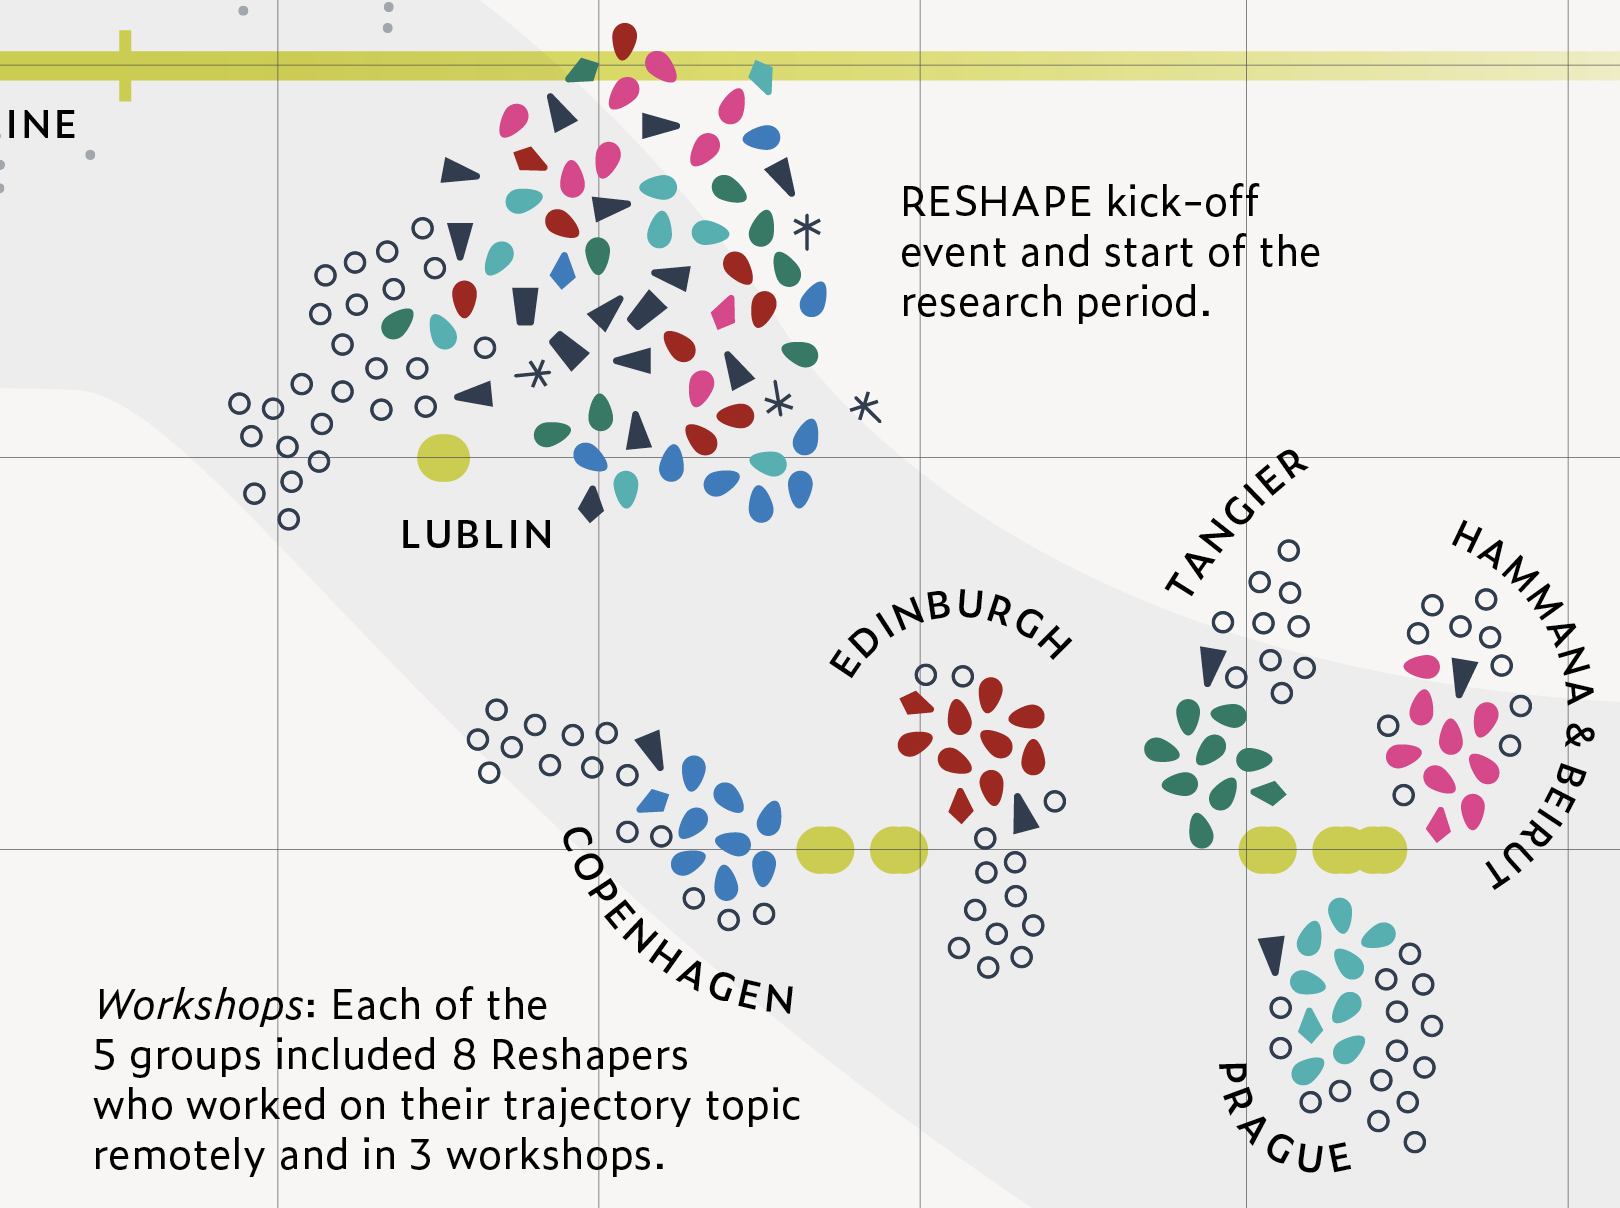 INE
RESHAPE kick-off
event and start of the
research period.
LUBLIN
TANGIER
HAMMANA & BEIRUT
EDINBURGH
COPENHAGEN
PRAGUE
Workshops: Each of the
5 groups included 8 Reshapers
who worked on their trajectory topic
remotely and in 3 workshops.